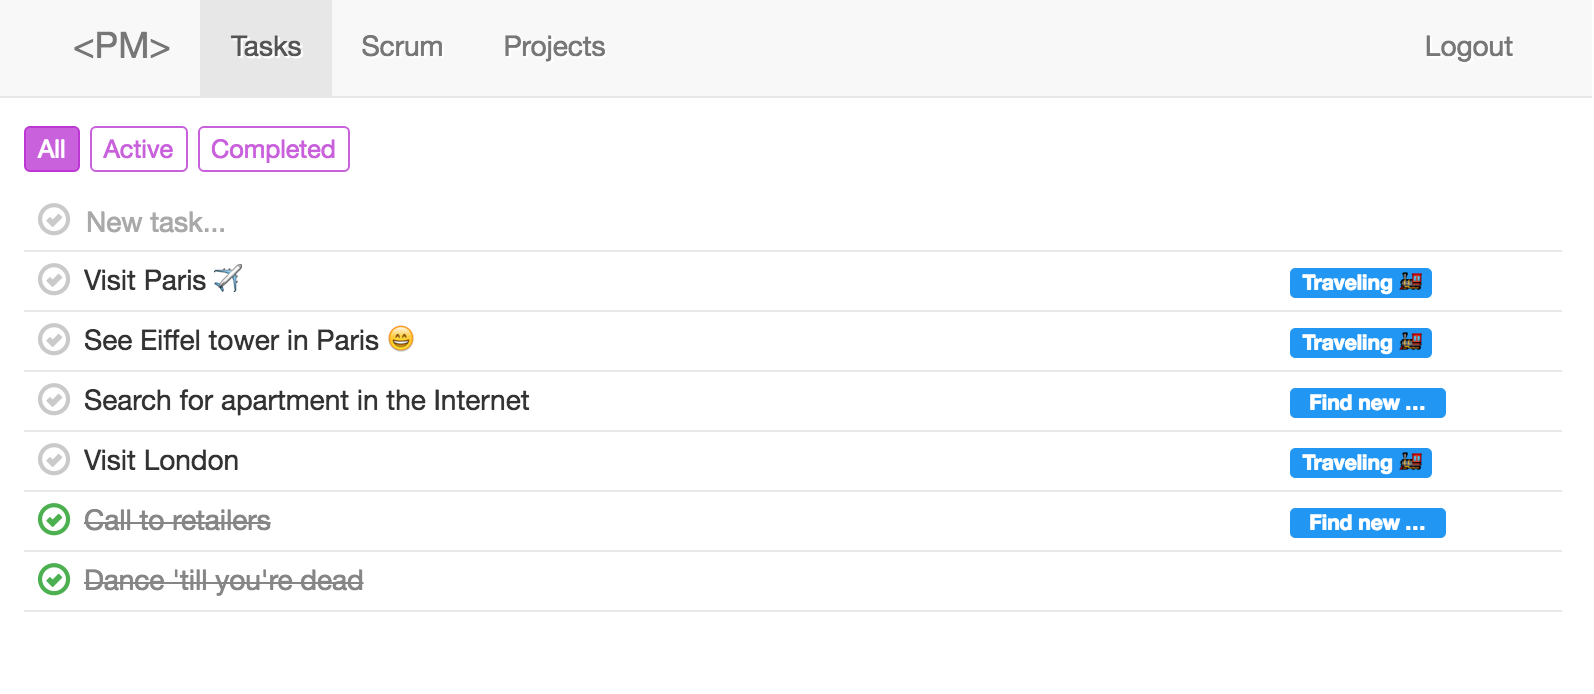 <PM> Tasks Scrum Projects Logout
All Active Completed
New task...
Visit Paris ✈️ Traveling 🚂
See Eiffel tower in Paris 😄 Traveling 🚂
Search for apartment in the Internet Find new ...
Visit London Traveling 🚂
Call to retailers Find new ...
Dance 'till you're dead